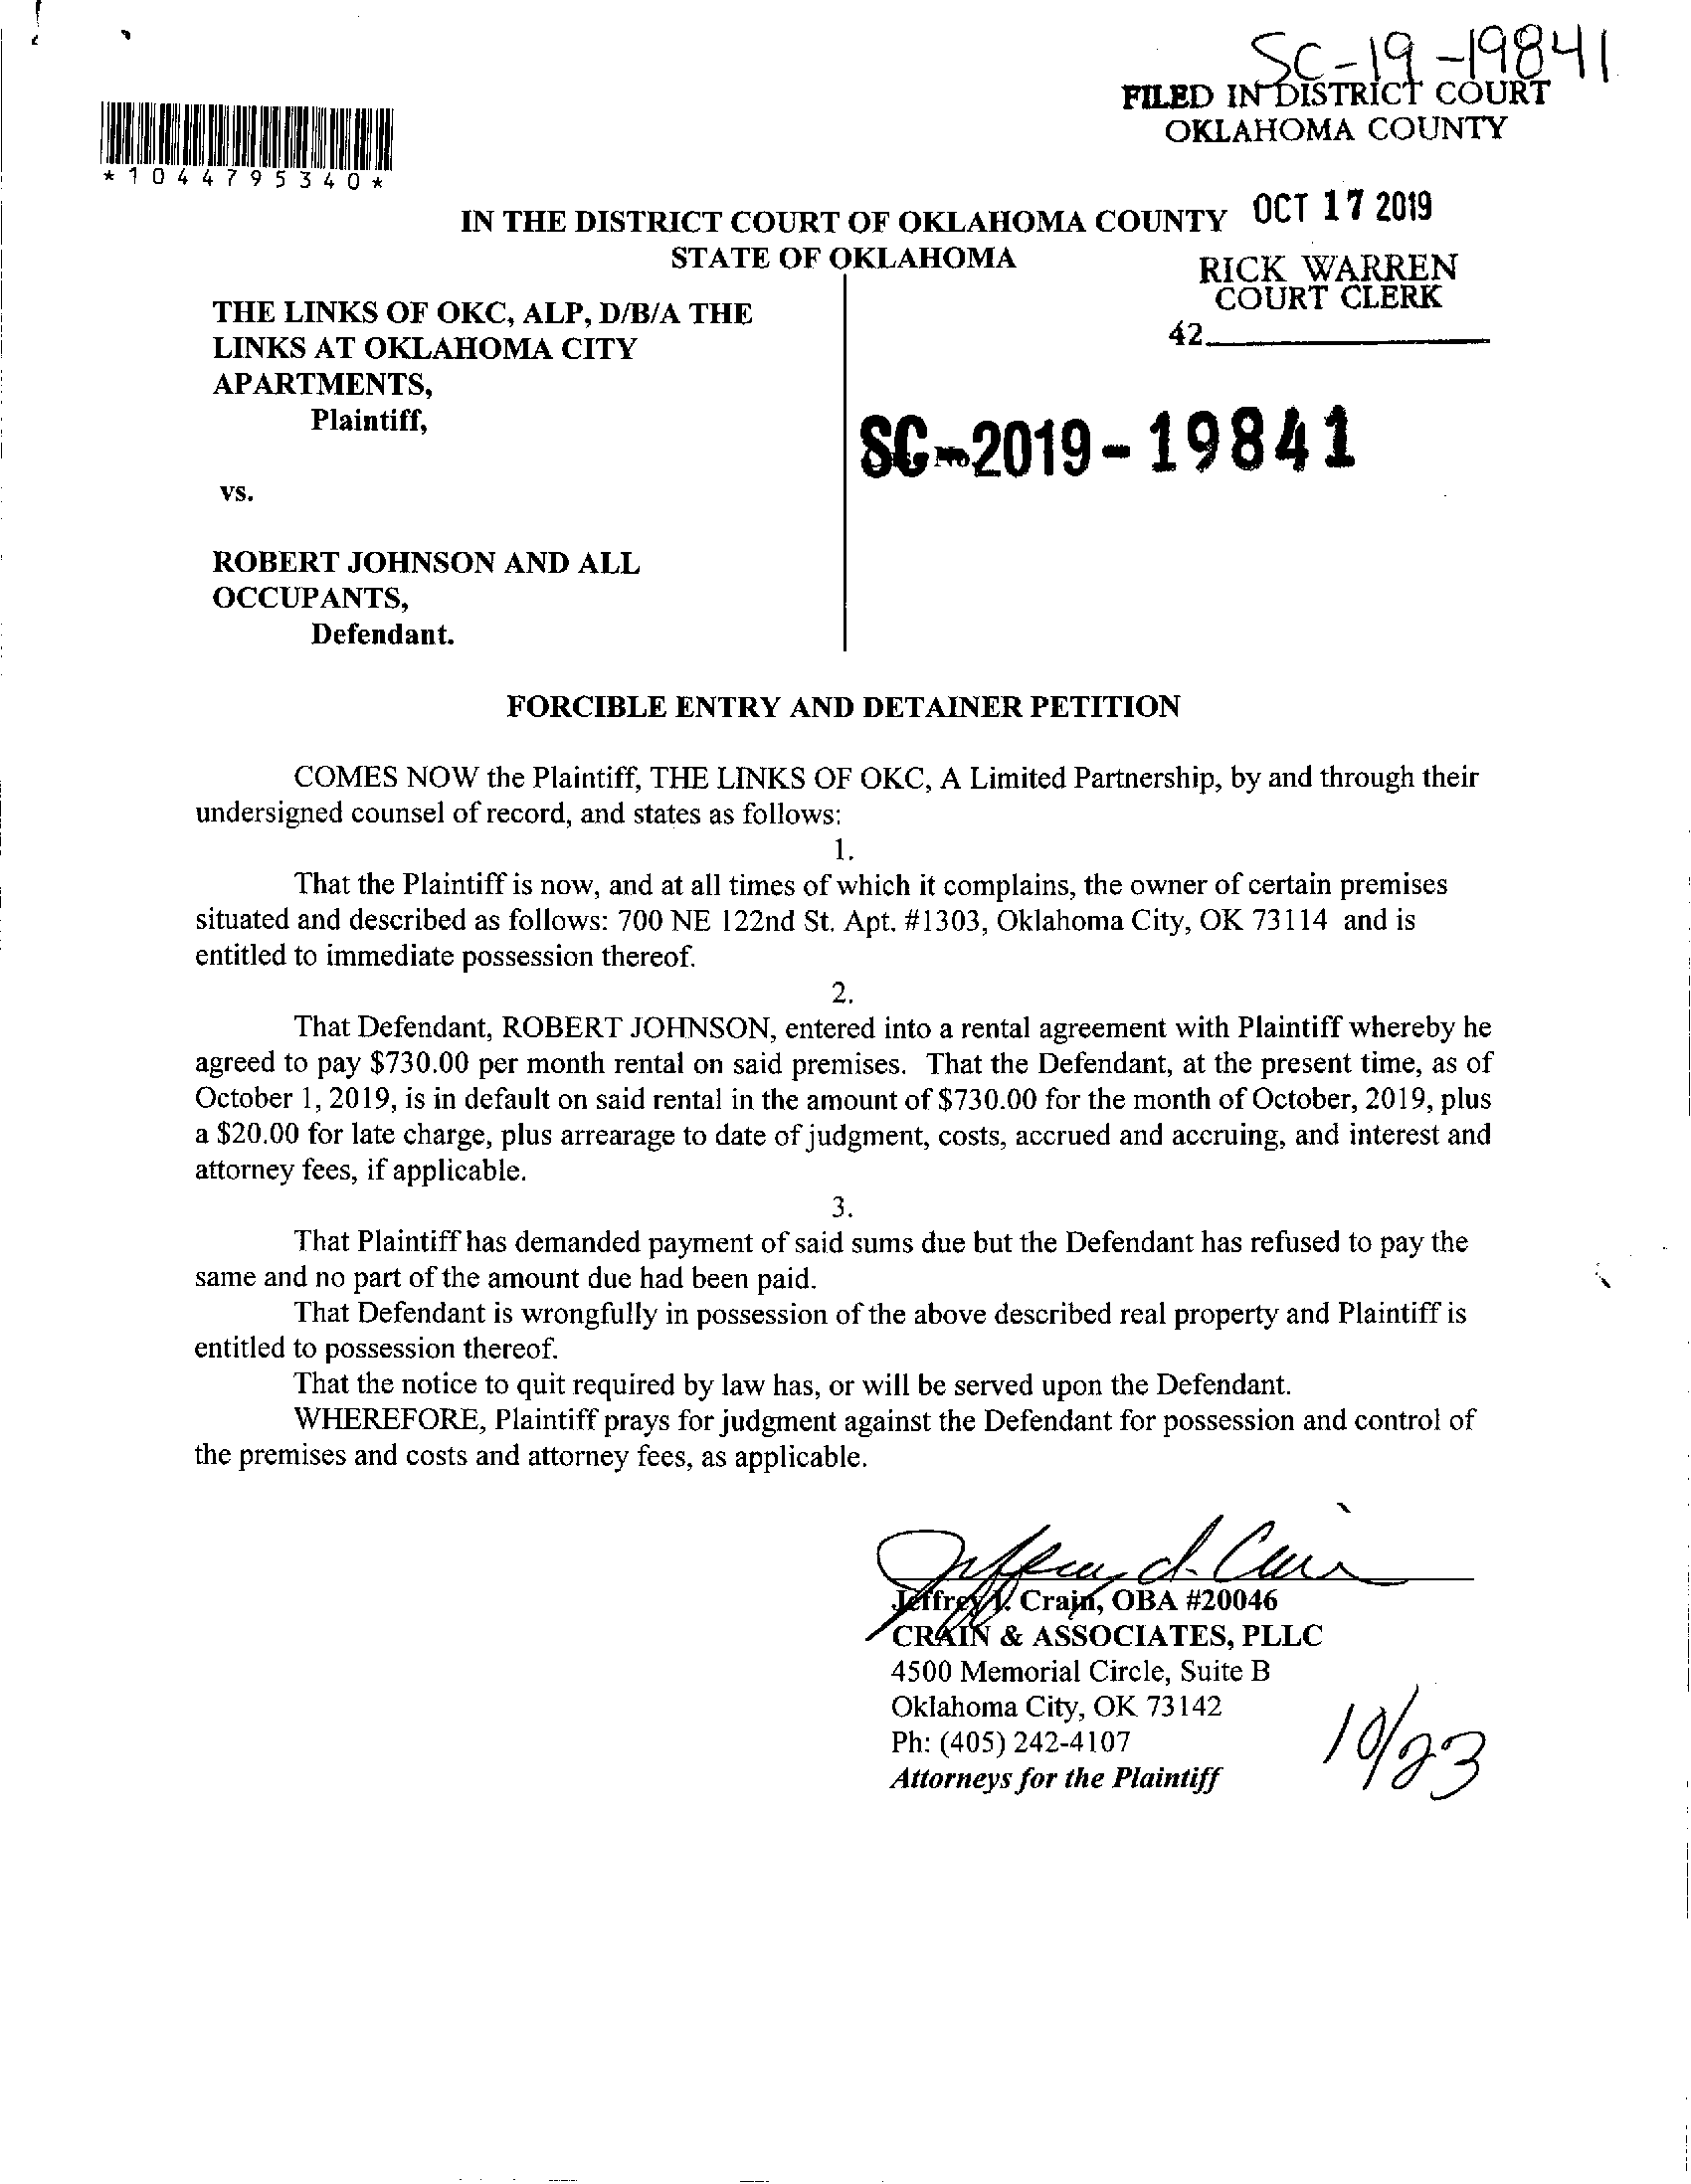 SC-19-19841
FILED IN DISTRICT COURT
OKLAHOMA COUNTY
*1044795340*
OCT 17 2019
IN THE DISTRICT COURT OF OKLAHOMA COUNTY
STATE OF OKLAHOMA
RICK WARREN
COURT CLERK
42
THE LINKS OF OKC, ALP, D/B/A THE
LINKS AT OKLAHOMA CITY
APARTMENTS,
Plaintiff,
SC-2019-19841
vs.
ROBERT JOHNSON AND ALL
OCCUPANTS,
Defendant.
FORCIBLE ENTRY AND DETAINER PETITION
COMES NOW the Plaintiff, THE LINKS OF OKC, A Limited Partnership, by and through their
undersigned counsel of record, and states as follows:
1.
That the Plaintiff is now, and at all times of which it complains, the owner of certain premises
situated and described as follows: 700 NE 122nd St. Apt. #1303, Oklahoma City, OK 73114 and is
entitled to immediate possession thereof.
2.
That Defendant, ROBERT JOHNSON, entered into a rental agreement with Plaintiff whereby he
agreed to pay $730.00 per month rental on said premises. That the Defendant, at the present time, as of
October 1, 2019, is in default on said rental in the amount of $730.00 for the month of October, 2019, plus
a $20.00 for late charge, plus arrearage to date of judgment, costs, accrued and accruing, and interest and
attorney fees, if applicable.
3.
That Plaintiff has demanded payment of said sums due but the Defendant has refused to pay the
same and no part of the amount due had been paid.
That Defendant is wrongfully in possession of the above described real property and Plaintiff is
entitled to possession thereof.
That the notice to quit required by law has, or will be served upon the Defendant.
WHEREFORE, Plaintiff prays for judgment against the Defendant for possession and control of
the premises and costs and attorney fees, as applicable.
Jeffrey Crain, OBA #20046
CRAIN & ASSOCIATES, PLLC
4500 Memorial Circle, Suite B
Oklahoma City, OK 73142
Ph: (405) 242-4107
Attorneys for the Plaintiff
10/23